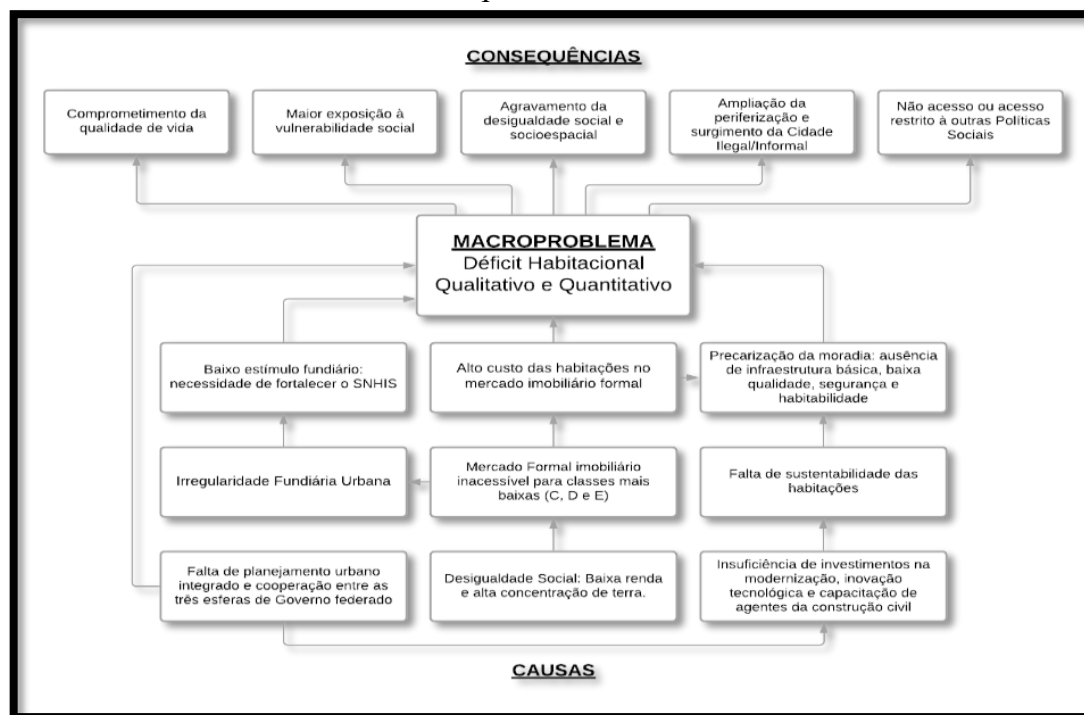 CONSEQUÊNCIAS
Comprometimento da
qualidade de vida
Maior exposição à
vulnerabilidade social
Agravamento da
desigualdade social e
socioespacial
Ampliação da
periferização e
surgimento da Cidade
Ilegal/Informal
Não acesso ou acesso
restrito à outras Políticas
Sociais
MACROPROBLEMA
Déficit Habitacional
Qualitativo e Quantitativo
Baixo estímulo fundiário:
necessidade de fortalecer o SNHIS
Alto custo das habitações no
mercado imobiliário formal
Precarização da moradia: ausência
de infraestrutura básica, baixa
qualidade, segurança e
habitabilidade
Irregularidade Fundiária Urbana
Mercado Formal imobiliário
inacessível para classes mais
baixas (C, D e E)
Falta de sustentabilidade das
habitações
Falta de planejamento urbano
integrado e cooperação entre as
três esferas de Governo federado
Desigualdade Social: Baixa renda
e alta concentração de terra.
Insuficiência de investimentos na
modernização, inovação
tecnológica e capacitação de
agentes da construção civil
CAUSAS